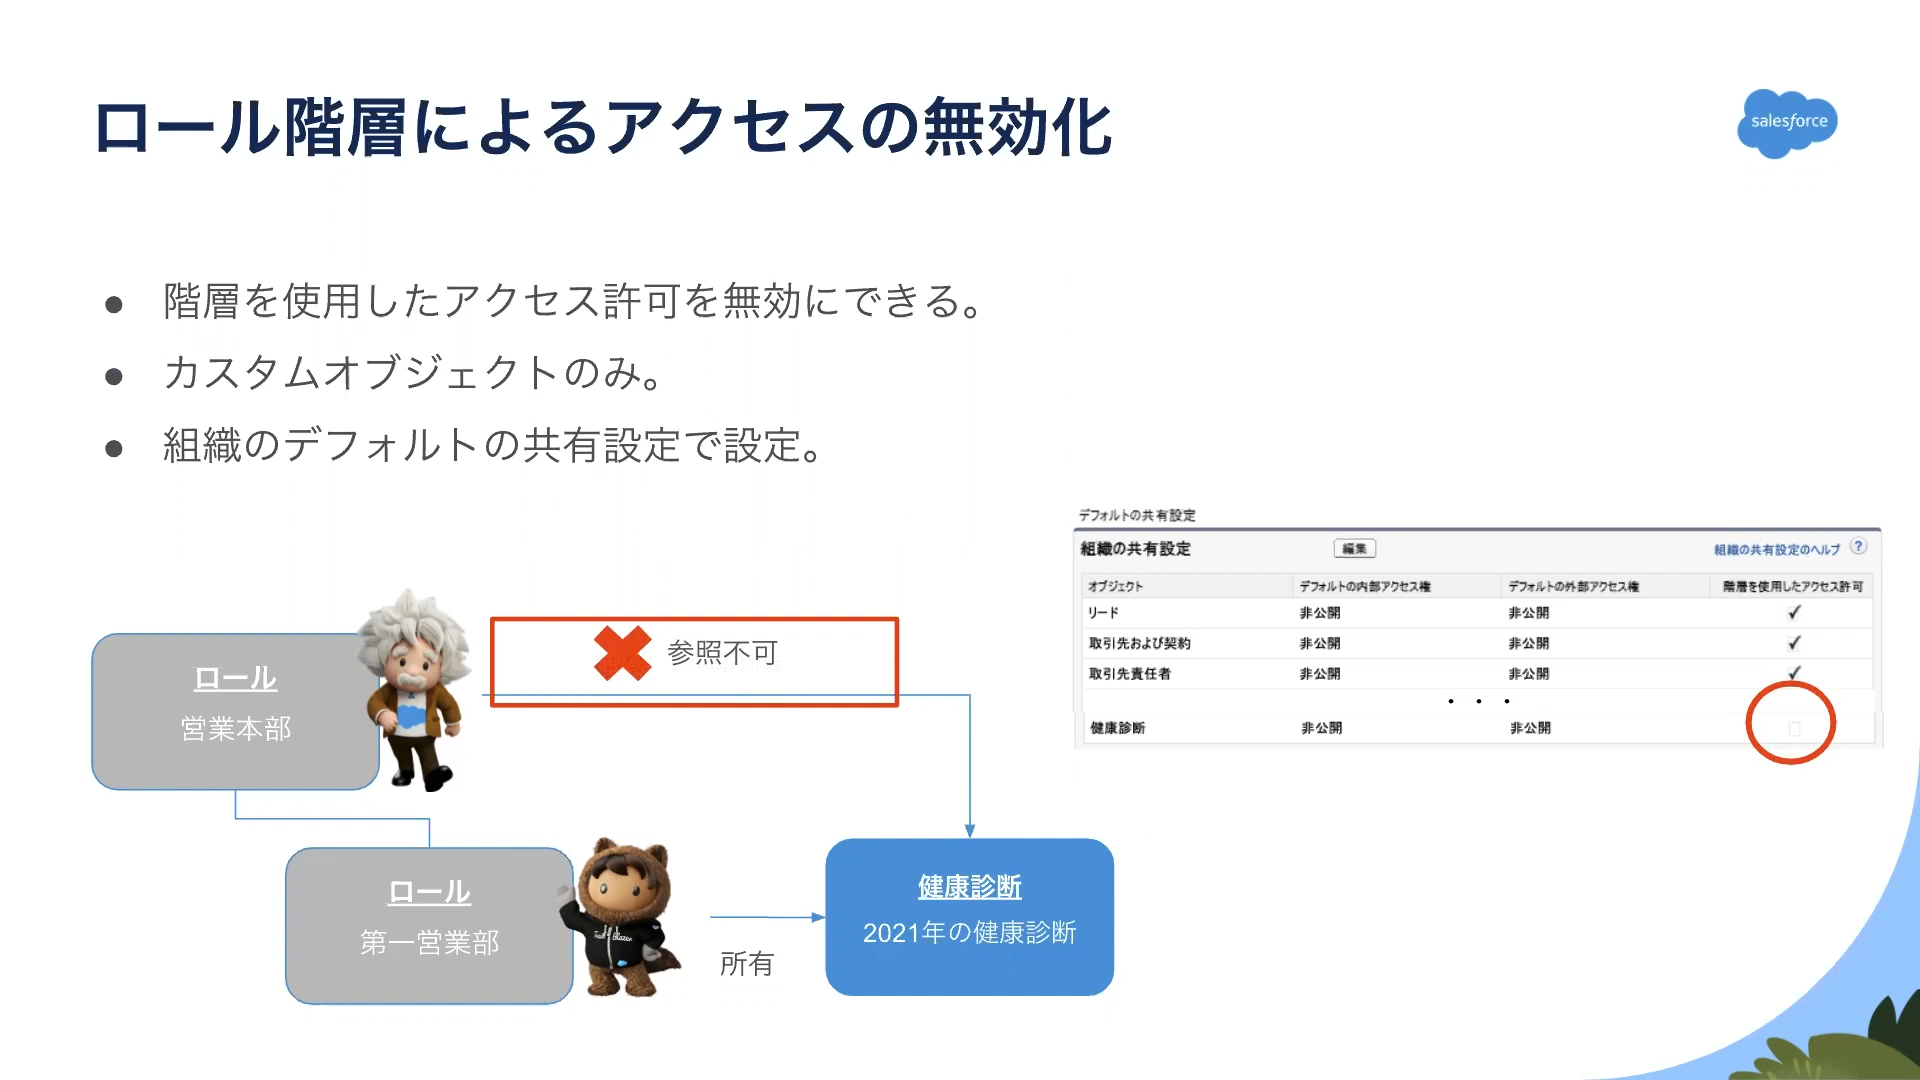 ロール階層によるアクセスの無効化
salesforce
● 階層を使用したアクセス許可を無効にできる。
● カスタムオブジェクトのみ。
● 組織のデフォルトの共有設定で設定。
デフォルトの共有設定
組織の共有設定 編集 組織の共有設定のヘルプ ?
オブジェクト デフォルトの内部アクセス権 デフォルトの外部アクセス権 階層を使用したアクセス許可
リード 非公開 非公開 ✓
取引先および契約 非公開 非公開 ✓
取引先責任者 非公開 非公開 ✓
・・・
健康診断 非公開 非公開
参照不可
ロール
営業本部
ロール
第一営業部
所有
健康診断
2021年の健康診断